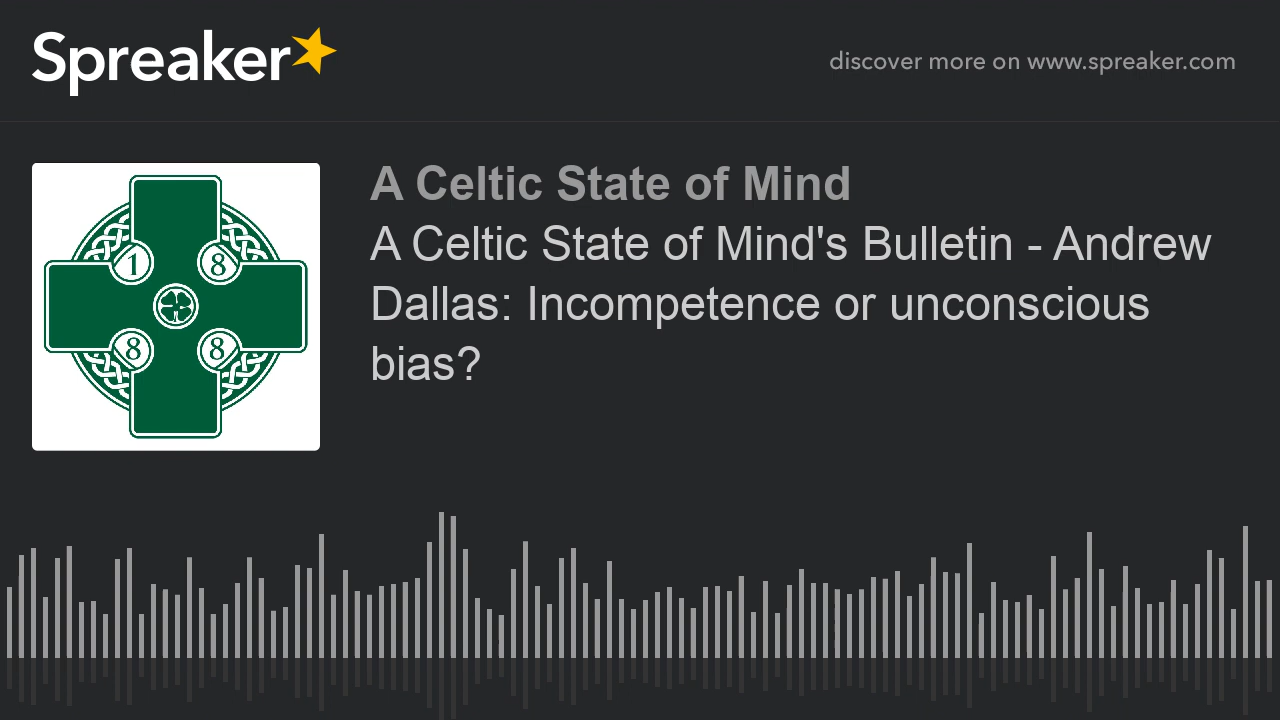 Spreaker
discover more on www.spreaker.com
A Celtic State of Mind
A Celtic State of Mind's Bulletin - Andrew
Dallas: Incompetence or unconscious
bias?
1 8
8 8